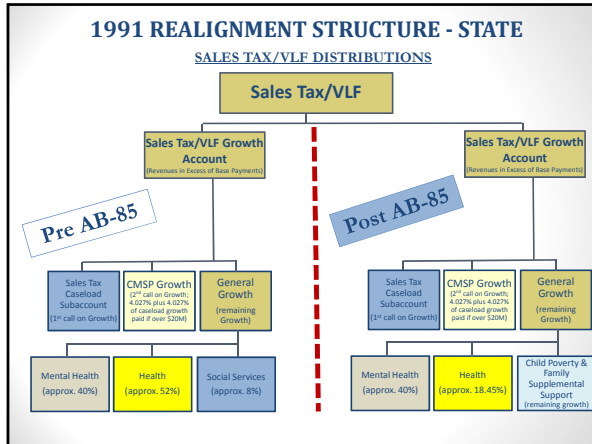 1991 REALIGNMENT STRUCTURE - STATE
SALES TAX/VLF DISTRIBUTIONS
Sales Tax/VLF
Sales Tax/VLF Growth
Account
(Revenues in Excess of Base Payments)
Pre AB-85
Sales Tax
Caseload
Subaccount
(1st call on Growth)
CMSP Growth
(2nd call on Growth;
4.027% plus 4.027%
of caseload growth
paid if over $20M)
General
Growth
(remaining
Growth)
Mental Health
(approx. 40%)
Health
(approx. 52%)
Social Services
(approx. 8%)
Sales Tax/VLF Growth
Account
(Revenues in Excess of Base Payments)
Post AB-85
Sales Tax
Caseload
Subaccount
(1st call on Growth)
CMSP Growth
(2nd call on Growth;
4.027% plus 4.027%
of caseload growth
paid if over $20M)
General
Growth
(remaining
Growth)
Mental Health
(approx. 40%)
Health
(approx. 18.45%)
Child Poverty &
Family
Supplemental
Support
(remaining growth)